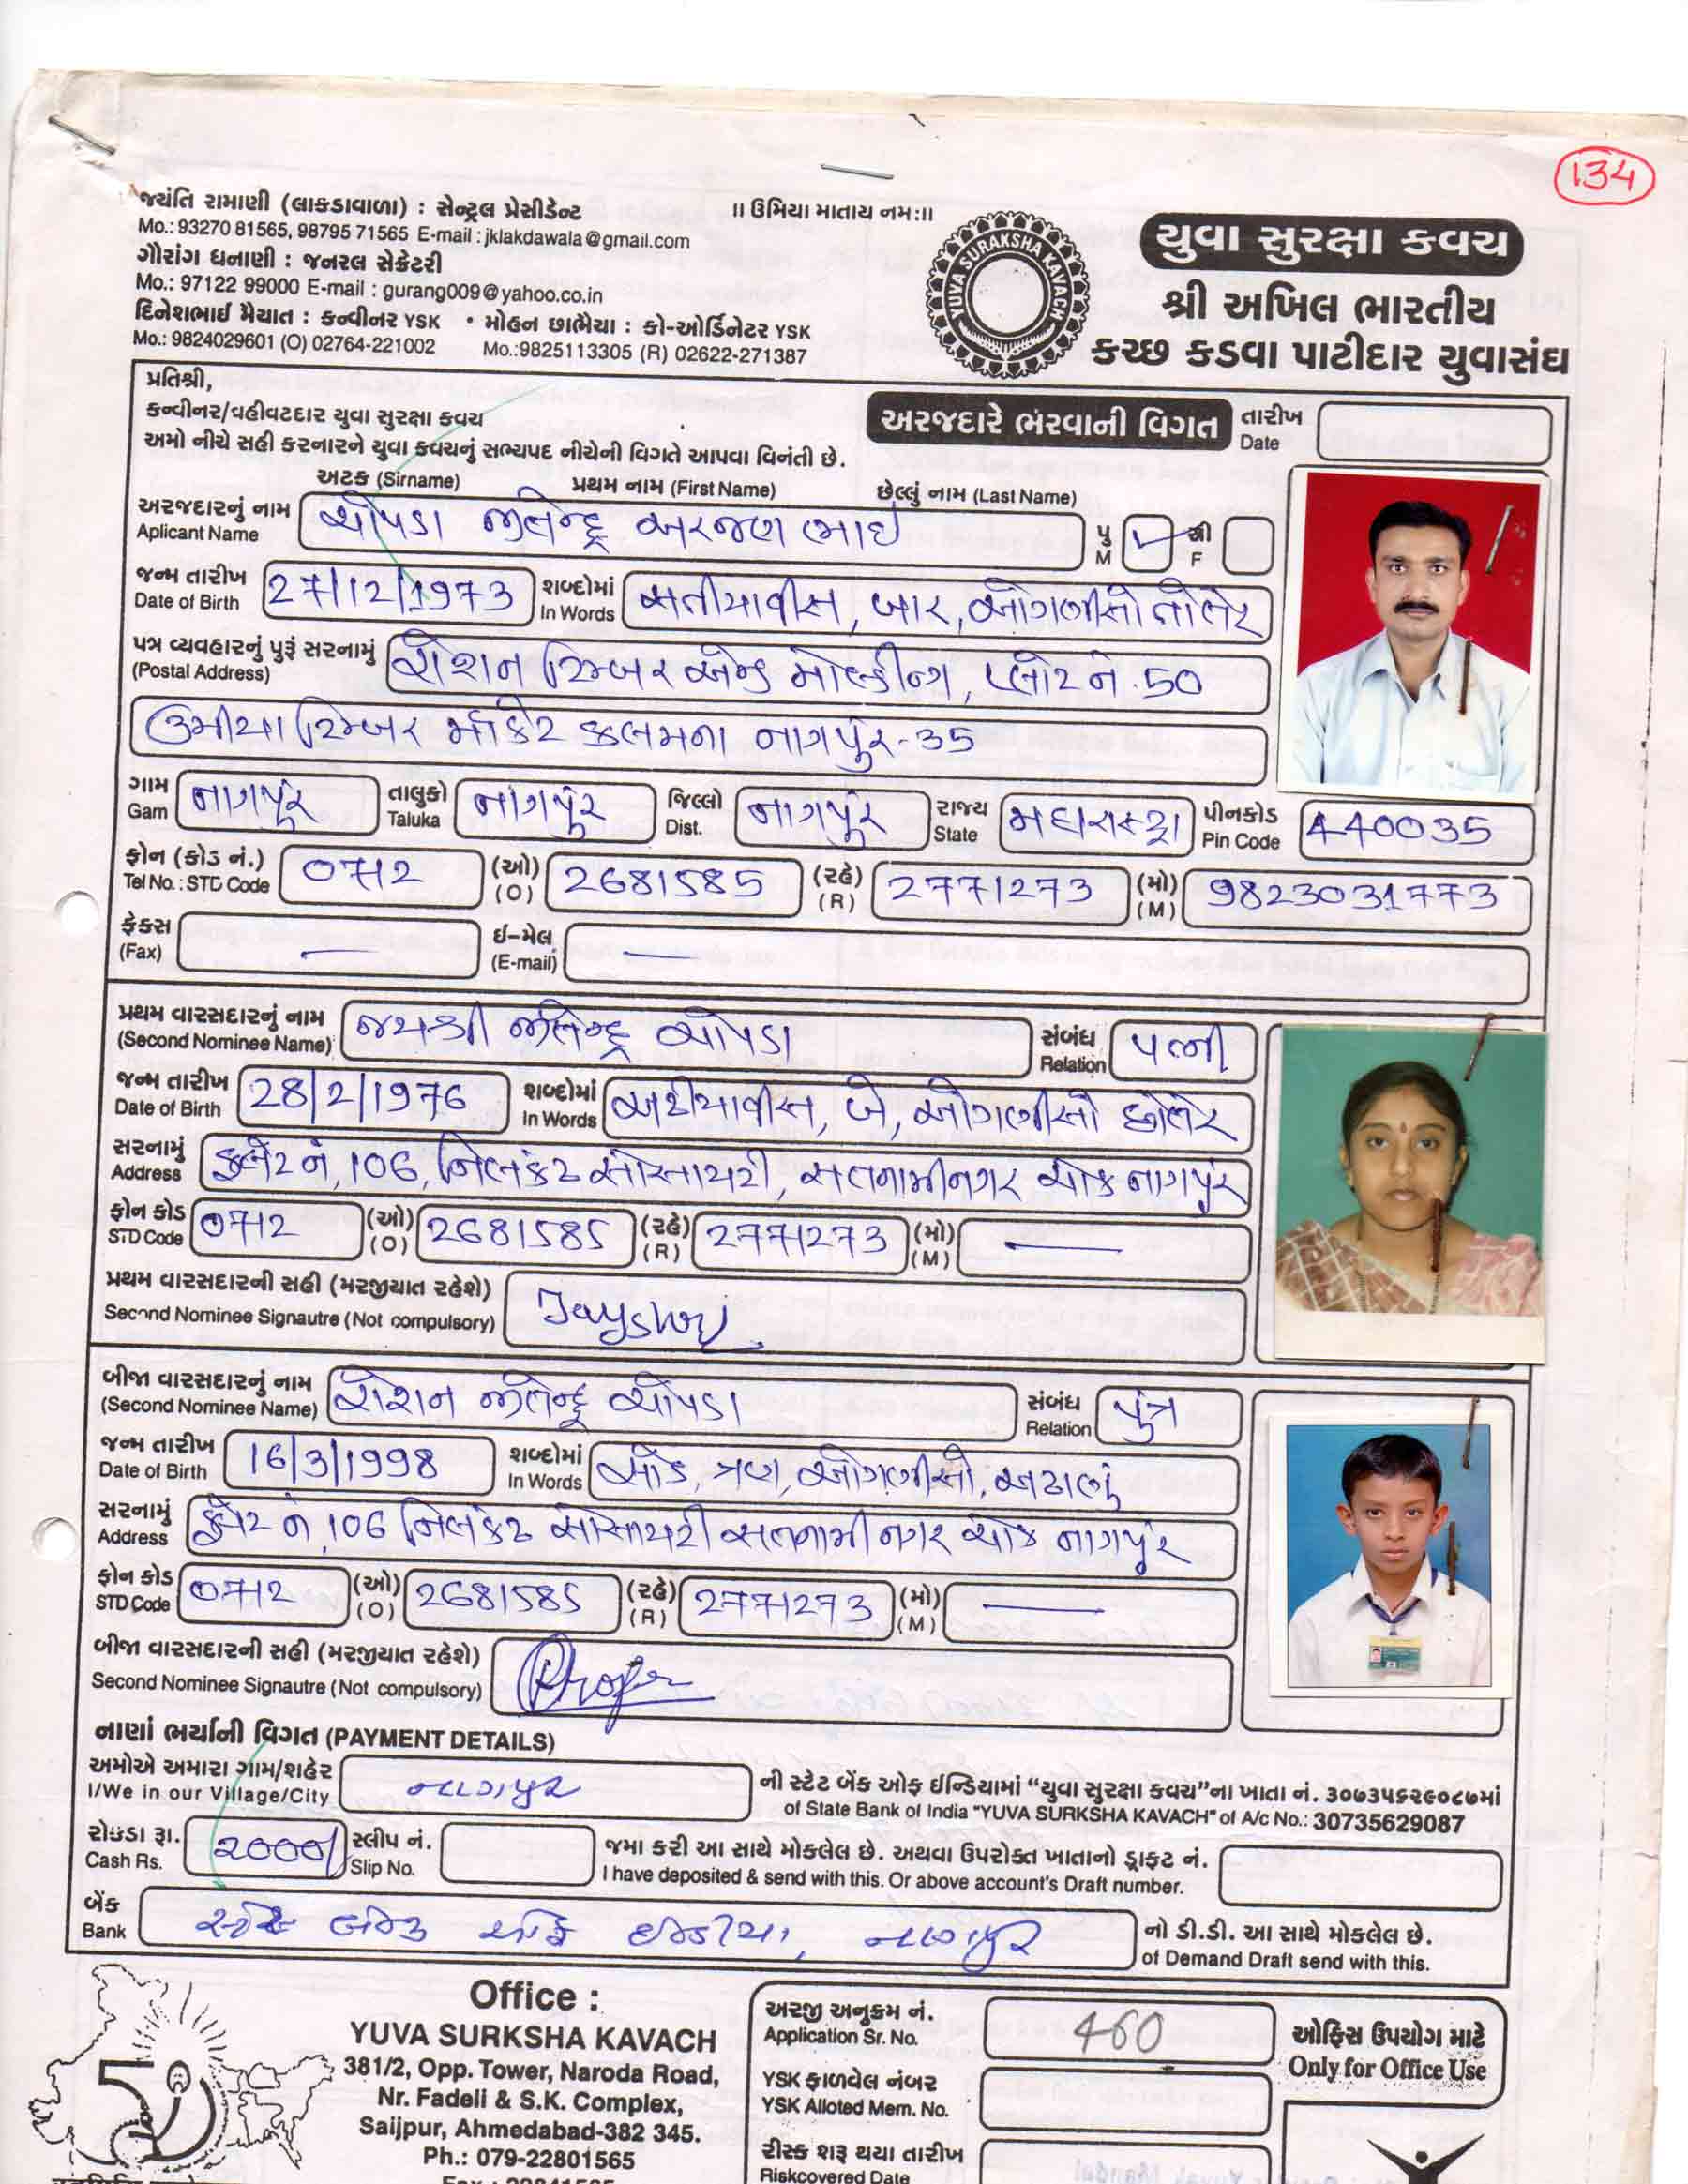 134
જયંતિ રામાણી (લાકડાવાળા) : સેન્ટ્રલ પ્રેસીડેન્ટ
Mo.: 93270 81565, 98795 71565 E-mail : jklakdawala@gmail.com
ગૌરાંગ ધનાણી : જનરલ સેક્રેટરી
Mo.: 97122 99000 E-mail : gurang009@yahoo.co.in
દિનેશભાઈ મૈયાત : કન્વીનર YSK • મોહન છાભૈયા : કો-ઓર્ડિનેટર YSK
Mo.: 9824029601 (O) 02764-221002 Mo.:9825113305 (R) 02622-271387
॥ ઉમિયા માતાય નમઃ॥
YUVA SURAKSHA KAVACH
યુવા સુરક્ષા કવચ
શ્રી અખિલ ભારતીય
કચ્છ કડવા પાટીદાર યુવાસંઘ
પ્રતિશ્રી,
કન્વીનર/વહીવટદાર યુવા સુરક્ષા કવચ
અમો નીચે સહી કરનારને યુવા કવચનું સભ્યપદ નીચેની વિગતે આપવા વિનંતી છે.
અરજદારે ભરવાની વિગત તારીખ Date
અટક (Sirname) પ્રથમ નામ (First Name) છેલ્લું નામ (Last Name)
અરજદારનું નામ Aplicant Name ચોપડા જીતેન્દ્ર અરજણ ભાઈ પુ M ✓ સ્ત્રી F
જન્મ તારીખ Date of Birth 27/12/1973 શબ્દોમાં In Words સતીયાવીસ, બાર, ઓગણીસો તોતેર
પત્ર વ્યવહારનું પુરૂં સરનામું (Postal Address) રોશન ટિમ્બર એન્ડ મોલ્ડીન્ગ, પ્લોટ નં. 50
ઉમીયા ટિમ્બર માર્કેટ કલમના નાગપુર-35
ગામ Gam નાગપુર તાલુકો Taluka નાગપુર જિલ્લો Dist. નાગપુર રાજ્ય State મહારાસ્ટ્રા પીનકોડ Pin Code 440035
ફોન (કોડ નં.) Tel No. : STD Code 0712 (ઓ) (O) 2681585 (રહે) (R) 2771273 (મો) (M) 9823031773
ફેક્સ (Fax) — ઈ-મેલ (E-mail) —
પ્રથમ વારસદારનું નામ (Second Nominee Name) જયશ્રી જીતેન્દ્ર ચોપડા સંબંધ Relation પત્ની
જન્મ તારીખ Date of Birth 28/2/1976 શબ્દોમાં In Words અઠીયાવીસ, બે, ઓગણીસો છોતેર
સરનામું Address ફ્લેટ નં, 106, નિલકંટ સોસાયટી, સતનામીનગર ચોક નાગપુર
ફોન કોડ STD Code 0712 (ઓ) (O) 2681585 (રહે) (R) 2771273 (મો) (M) —
પ્રથમ વારસદારની સહી (મરજીયાત રહેશે)
Second Nominee Signautre (Not compulsory) Jayshri
બીજા વારસદારનું નામ (Second Nominee Name) રોશન જીતેન્દ્ર ચોપડા સંબંધ Relation પુત્ર
જન્મ તારીખ Date of Birth 16/3/1998 શબ્દોમાં In Words સોળ, ત્રણ, ઓગણીસો, અઠાણું
સરનામું Address ફ્લેટ નં, 106 નિલકંટ સોસાયટી સતનામી નગર ચોક નાગપુર
ફોન કોડ STD Code 0712 (ઓ) (O) 2681585 (રહે) (R) 2771273 (મો) (M) —
બીજા વારસદારની સહી (મરજીયાત રહેશે)
Second Nominee Signautre (Not compulsory)
નાણાં ભર્યાની વિગત (PAYMENT DETAILS)
અમોએ અમારા ગામ/શહેર નાગપુર ની સ્ટેટ બેંક ઓફ ઈન્ડિયામાં “યુવા સુરક્ષા કવચ”ના ખાતા નં. ૩૦૭૩૫૬૨૯૦૮૭માં
I/We in our Village/City of State Bank of India "YUVA SURKSHA KAVACH" of A/c No.: 30735629087
રોકડા રૂા. 2000/ સ્લીપ નં. જમા કરી આ સાથે મોકલેલ છે. અથવા ઉપરોક્ત ખાતાનો ડ્રાફ્ટ નં.
Cash Rs. Slip No. I have deposited & send with this. Or above account's Draft number.
બેંક Bank સ્ટેટ બેન્ક ઓફ ઇન્ડીયા, નાગપુર નો ડી.ડી. આ સાથે મોકલેલ છે.
of Demand Draft send with this.
Office :
YUVA SURKSHA KAVACH
381/2, Opp. Tower, Naroda Road,
Nr. Fadeli & S.K. Complex,
Saijpur, Ahmedabad-382 345.
Ph.: 079-22801565
અરજી અનુક્રમ નં.
Application Sr. No. 460
YSK ફાળવેલ નંબર
YSK Alloted Mem. No.
રીસ્ક શરૂ થયા તારીખ
Riskcovered Date
ઓફિસ ઉપયોગ માટે
Only for Office Use